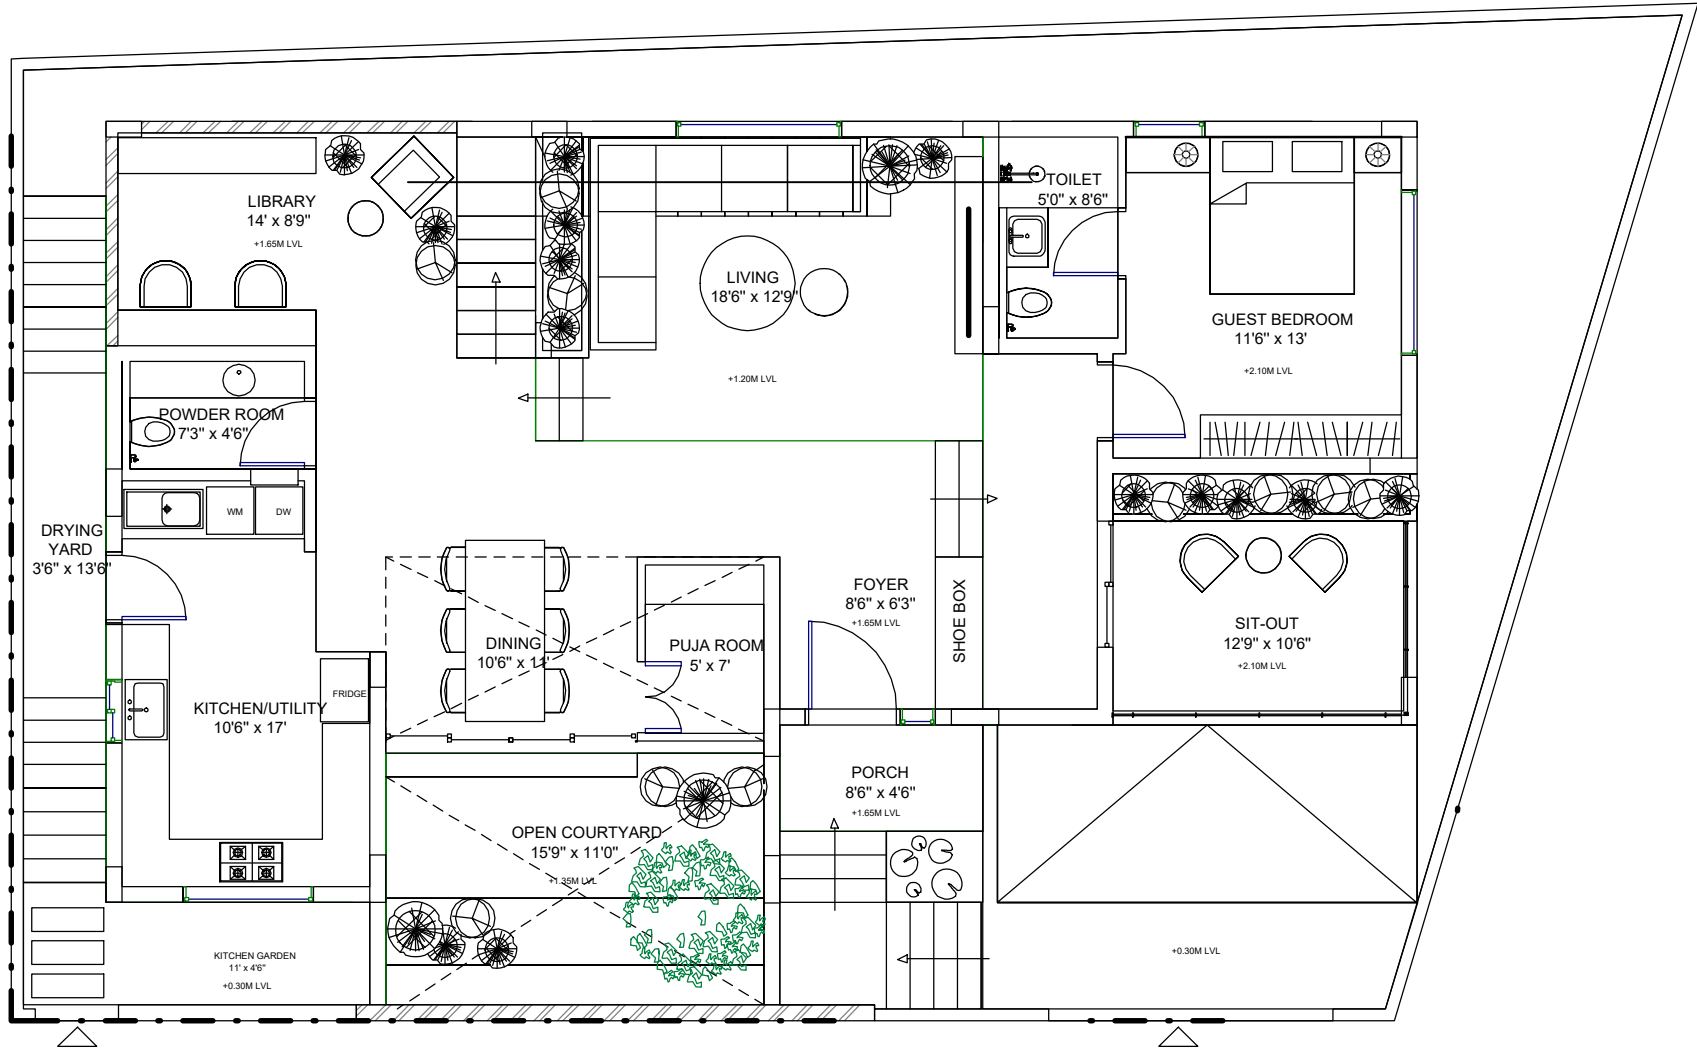 LIBRARY
14' x 8'9"
+1.65M LVL
TOILET
5'0" x 8'6"
LIVING
18'6" x 12'9"
+1.20M LVL
GUEST BEDROOM
11'6" x 13'
+2.10M LVL
POWDER ROOM
7'3" x 4'6"
WM
DW
DRYING
YARD
3'6" x 13'6"
FOYER
8'6" x 6'3"
+1.65M LVL
SHOE BOX
SIT-OUT
12'9" x 10'6"
+2.10M LVL
DINING
10'6" x 11'
PUJA ROOM
5' x 7'
FRIDGE
KITCHEN/UTILITY
10'6" x 17'
PORCH
8'6" x 4'6"
+1.65M LVL
OPEN COURTYARD
15'9" x 11'0"
+1.35M LVL
KITCHEN GARDEN
11' x 4'6"
+0.30M LVL
+0.30M LVL